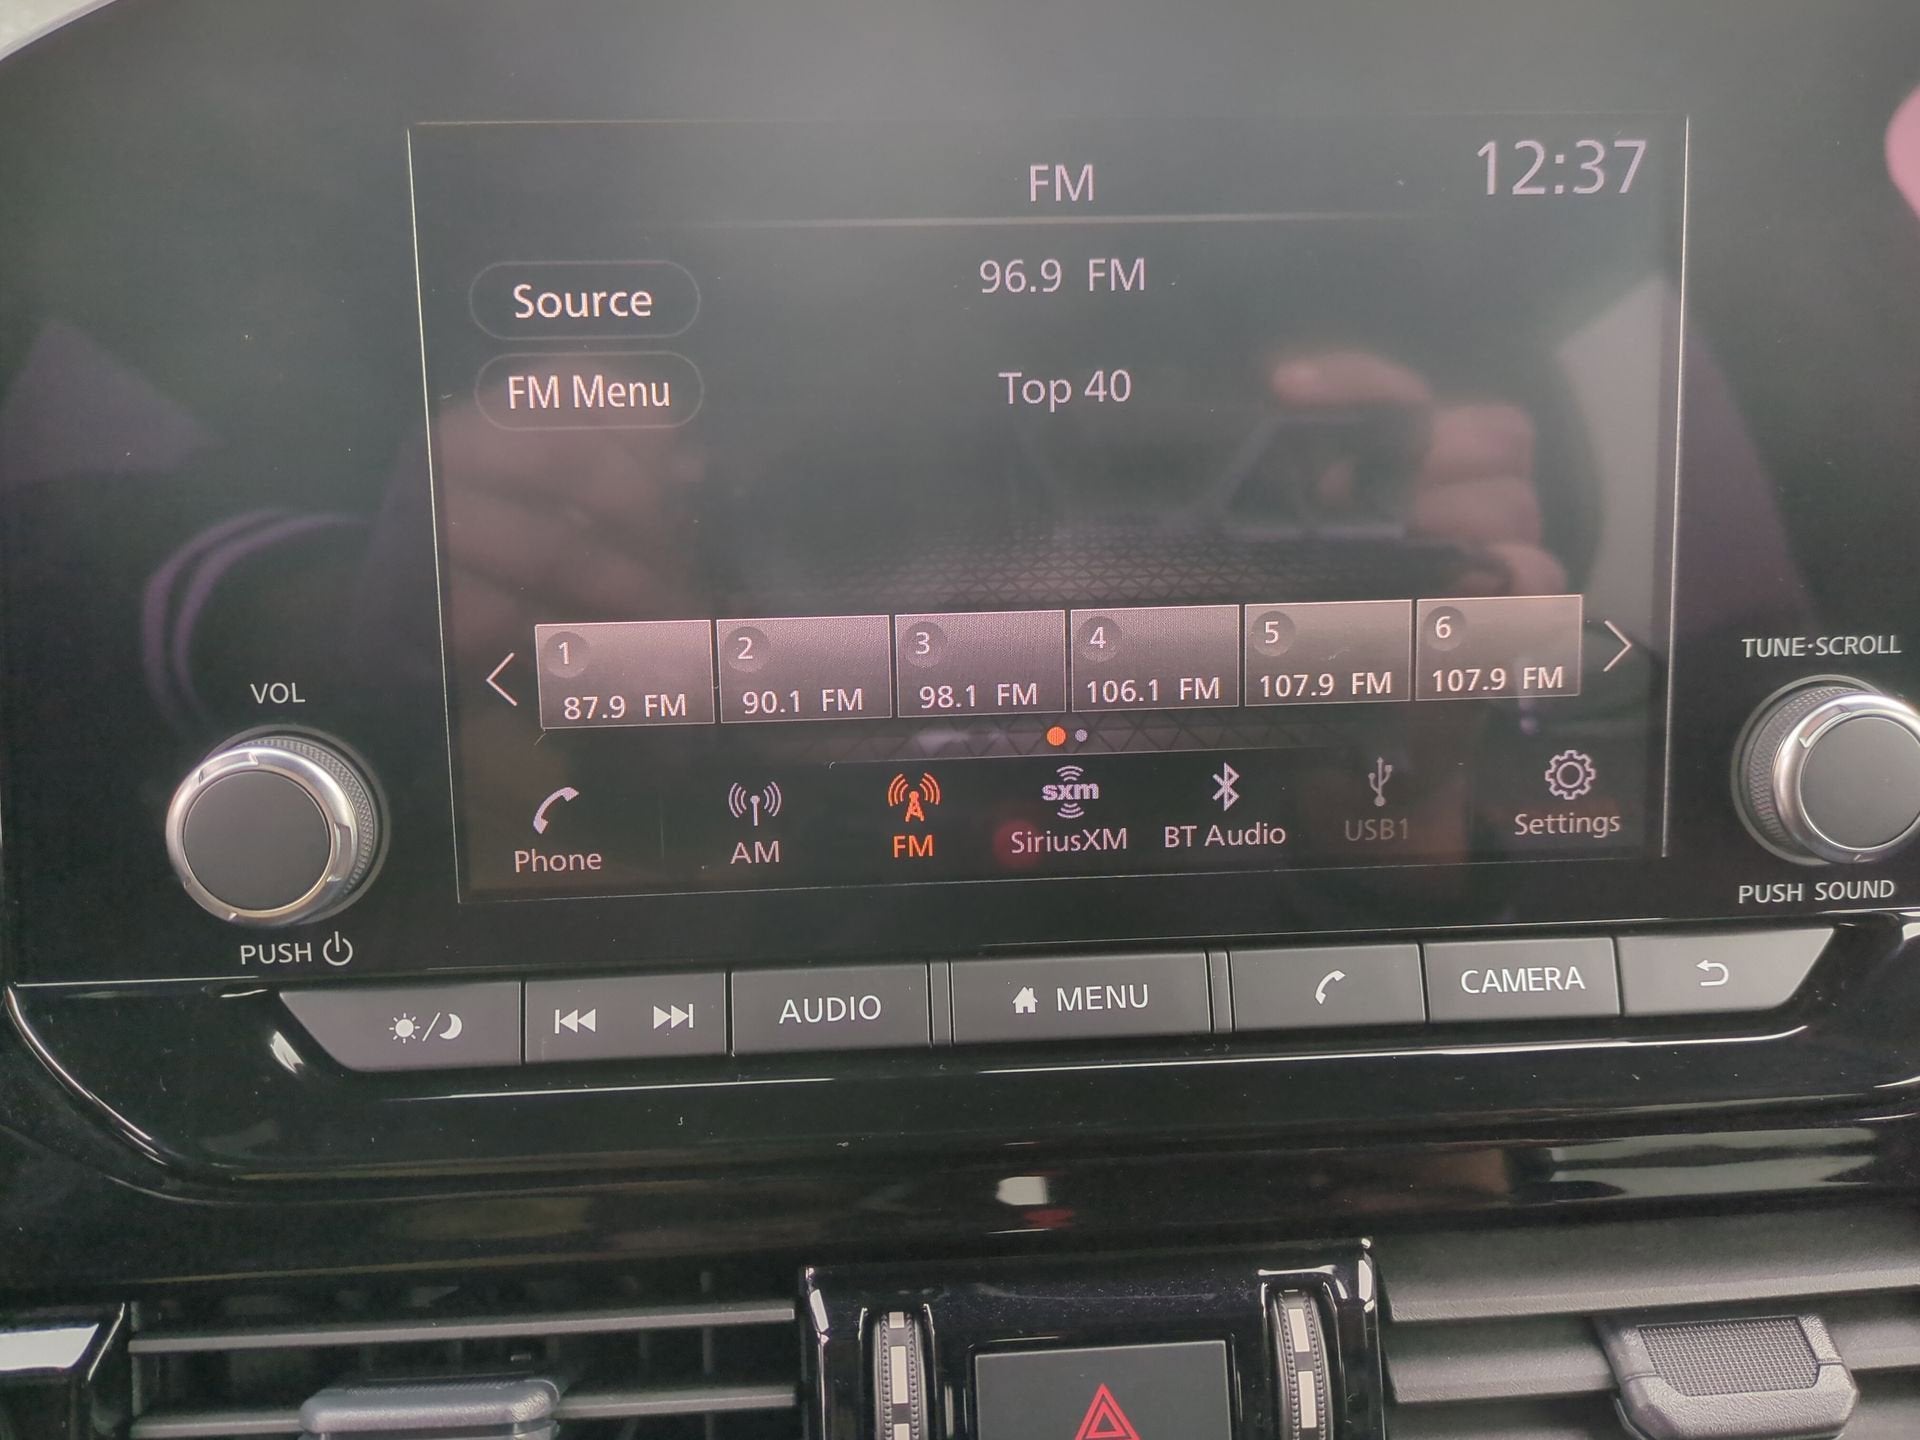 FM
12:37
Source
96.9 FM
FM Menu
Top 40
1
2
3
4
5
6
87.9 FM
90.1 FM
98.1 FM
106.1 FM
107.9 FM
107.9 FM
VOL
TUNE·SCROLL
sxm
Phone
AM
FM
SiriusXM
BT Audio
USB1
Settings
PUSH
PUSH SOUND
AUDIO
MENU
CAMERA